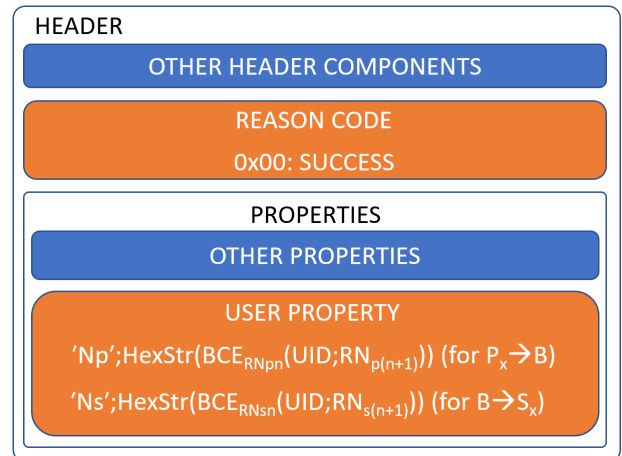 HEADER
OTHER HEADER COMPONENTS
REASON CODE
0x00: SUCCESS
PROPERTIES
OTHER PROPERTIES
USER PROPERTY
'Np';HexStr(BCE_RNpn(UID;RN_p(n+1))) (for P_x→B)
'Ns';HexStr(BCE_RNsn(UID;RN_s(n+1))) (for B→S_x)